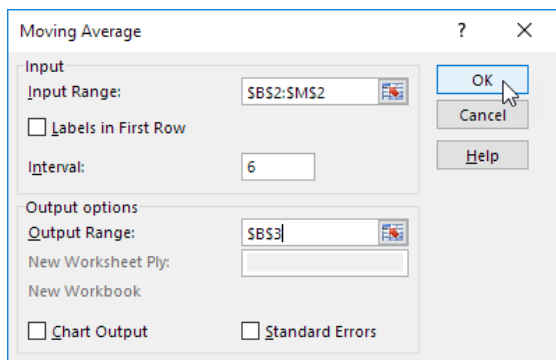 Moving Average ? ×
Input
Input Range: $B$2:$M$2
Labels in First Row
Interval: 6
OK
Cancel
Help
Output options
Output Range: $B$3
New Worksheet Ply:
New Workbook
Chart Output Standard Errors